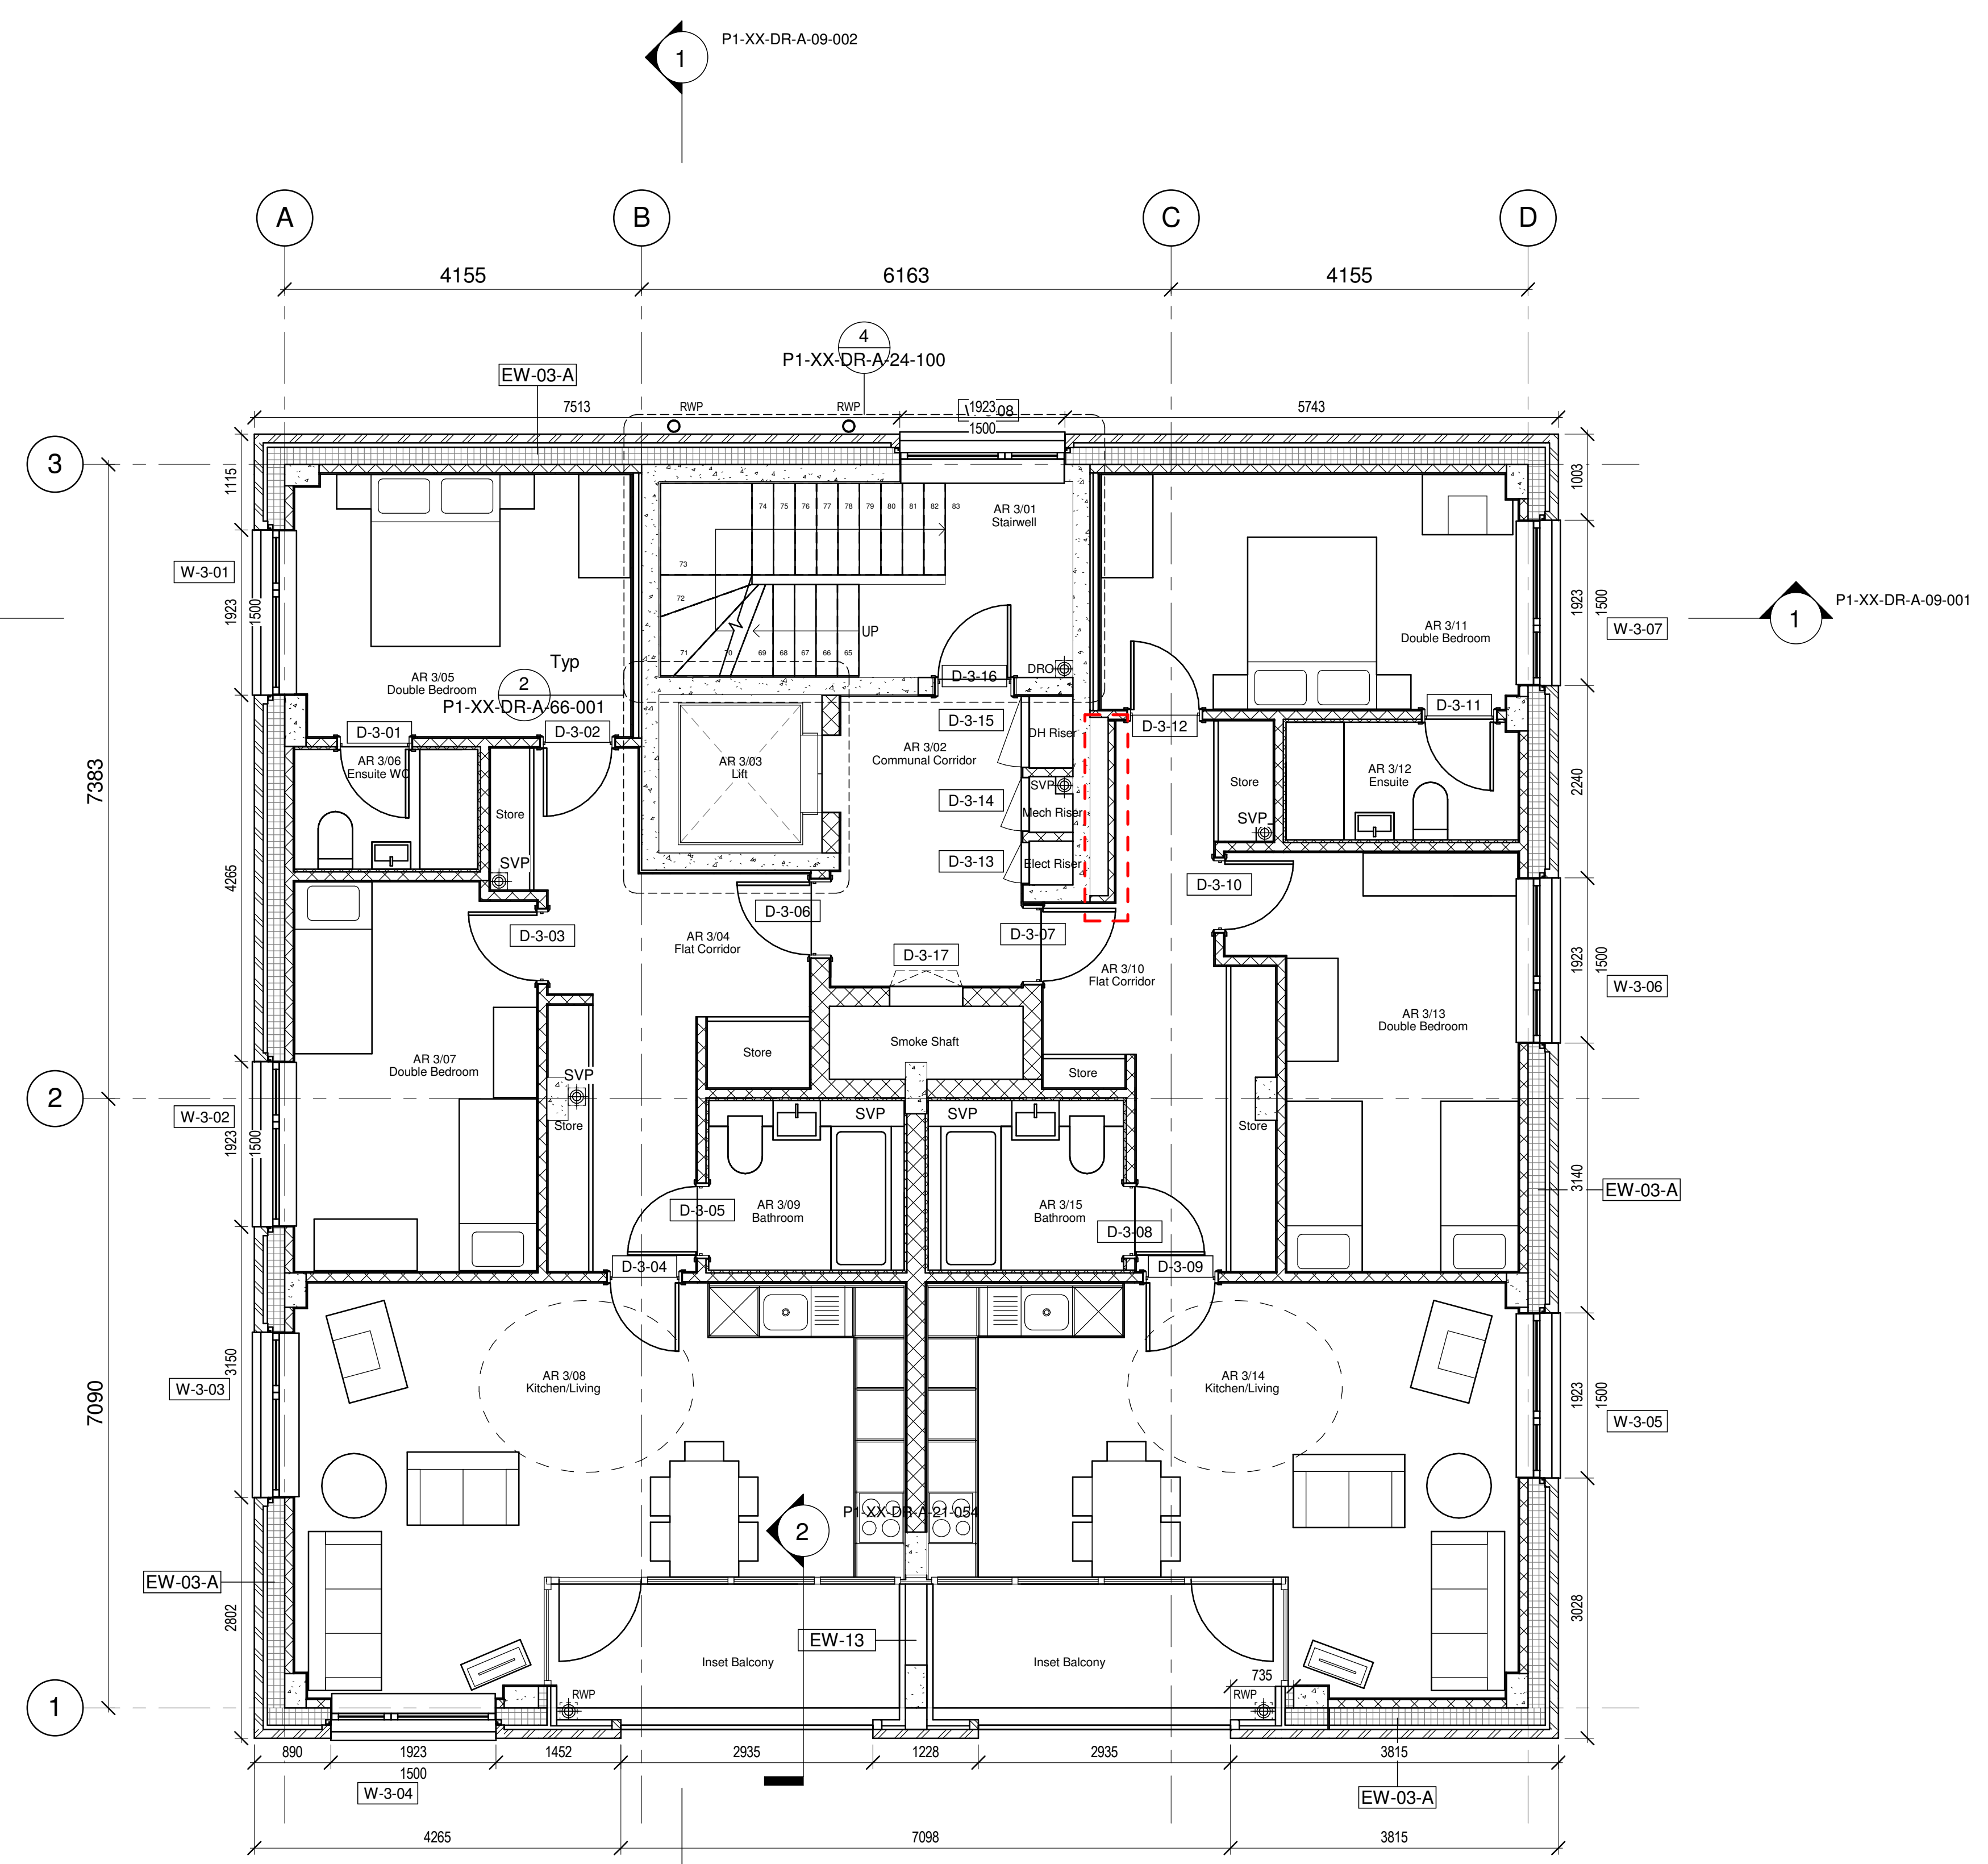 1
P1-XX-DR-A-09-002
A
B
C
D
4155
6163
4155
4
P1-XX-DR-A-24-100
EW-03-A
7513
RWP
RWP
1923
08
1500
5743
3
1115
1003
74
75
76
77
78
79
80
81
82
83
AR 3/01
Stairwell
W-3-01
1923
1500
73
72
71
70
69
68
67
66
65
UP
1923
1500
W-3-07
1
P1-XX-DR-A-09-001
AR 3/11
Double Bedroom
Typ
AR 3/05
Double Bedroom
2
P1-XX-DR-A-66-001
DRO
D-3-16
D-3-15
DH Riser
D-3-12
D-3-11
D-3-01
D-3-02
AR 3/06
Ensuite WC
AR 3/03
Lift
AR 3/02
Communal Corridor
SVP
D-3-14
Mech Riser
D-3-13
Elect Riser
Store
AR 3/12
Ensuite
2240
7383
Store
SVP
SVP
4265
D-3-10
D-3-06
D-3-03
D-3-07
AR 3/04
Flat Corridor
D-3-17
AR 3/10
Flat Corridor
1923
1500
W-3-06
AR 3/13
Double Bedroom
Smoke Shaft
Store
Store
AR 3/07
Double Bedroom
SVP
Store
2
W-3-02
1923
1500
SVP
SVP
Store
3140
EW-03-A
D-3-05
AR 3/09
Bathroom
AR 3/15
Bathroom
D-3-08
D-3-04
D-3-09
7090
3150
W-3-03
AR 3/08
Kitchen/Living
AR 3/14
Kitchen/Living
1923
1500
W-3-05
P1-XX-DR-A-21-054
2
EW-03-A
2802
3028
EW-13
Inset Balcony
Inset Balcony
735
RWP
RWP
1
890
1923
1500
1452
2935
1228
2935
3815
W-3-04
EW-03-A
4265
7098
3815